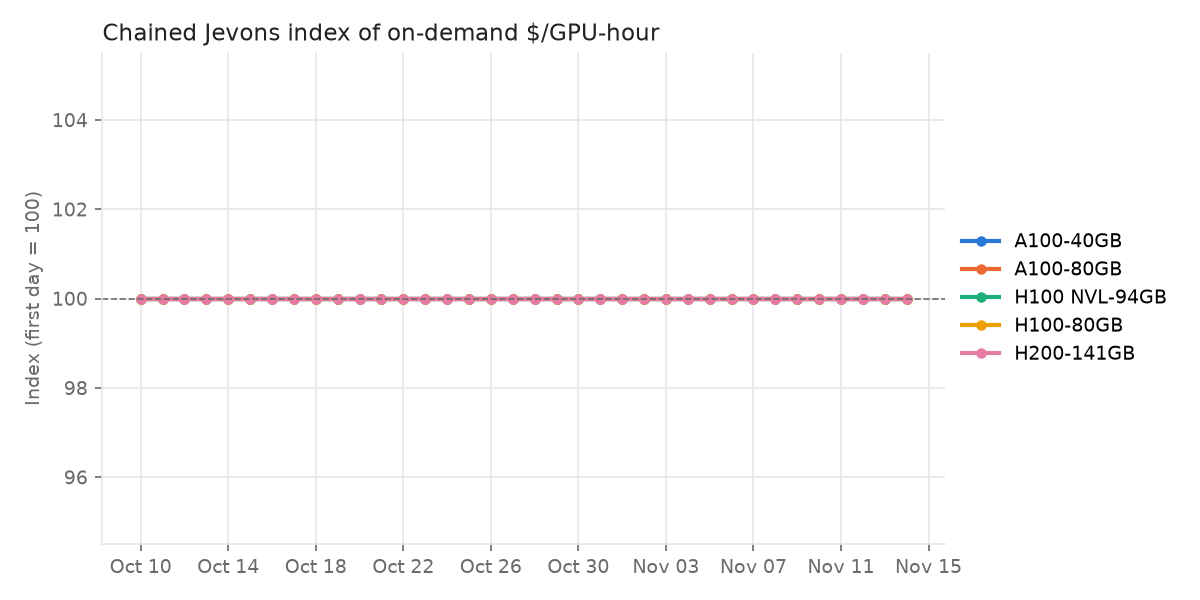 Chained Jevons index of on-demand $/GPU-hour
Index (first day = 100)
104
102
100
98
96
Oct 10
Oct 14
Oct 18
Oct 22
Oct 26
Oct 30
Nov 03
Nov 07
Nov 11
Nov 15
A100-40GB
A100-80GB
H100 NVL-94GB
H100-80GB
H200-141GB